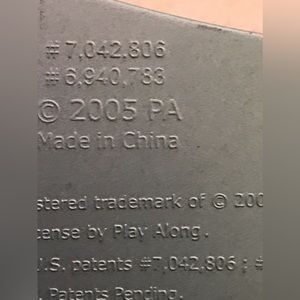 # 7,042,806
# 6,940,783
© 2005 PA
Made in China
stered trademark of © 200
cense by Play Along.
U.S. patents #7,042,806 ; #
. Patents Pending.